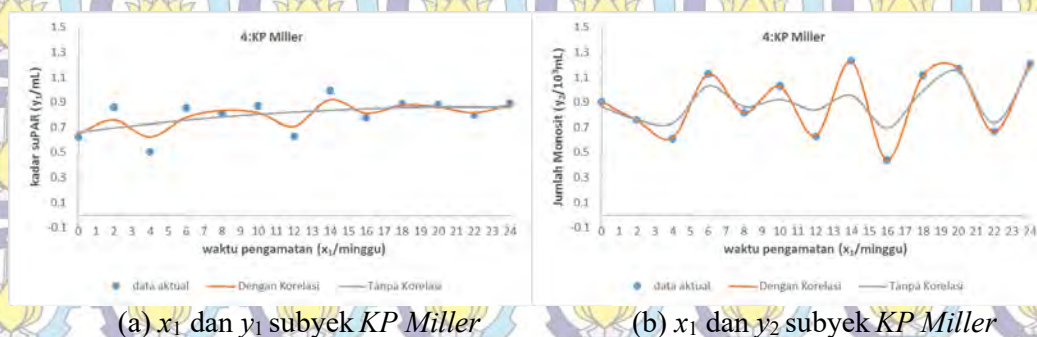 4:KP Miller
kadar suPAR (y₁/mL)
1.5
1.3
1.1
0.9
0.7
0.5
0.3
0.1
-0.1
0 1 2 3 4 5 6 7 8 9 10 11 12 13 14 15 16 17 18 19 20 21 22 23 24
waktu pengamatan (x₁/minggu)
data aktual Dengan Korelasi Tanpa Korelasi
(a) x₁ dan y₁ subyek KP Miller
4:KP Miller
Jumlah Monosit (y₂/10³mL)
1.5
1.3
1.1
0.9
0.7
0.5
0.3
0.1
-0.1
0 1 2 3 4 5 6 7 8 9 10 11 12 13 14 15 16 17 18 19 20 21 22 23 24
waktu pengamatan (x₁/minggu)
data aktual Dengan Korelasi Tanpa Korelasi
(b) x₁ dan y₂ subyek KP Miller